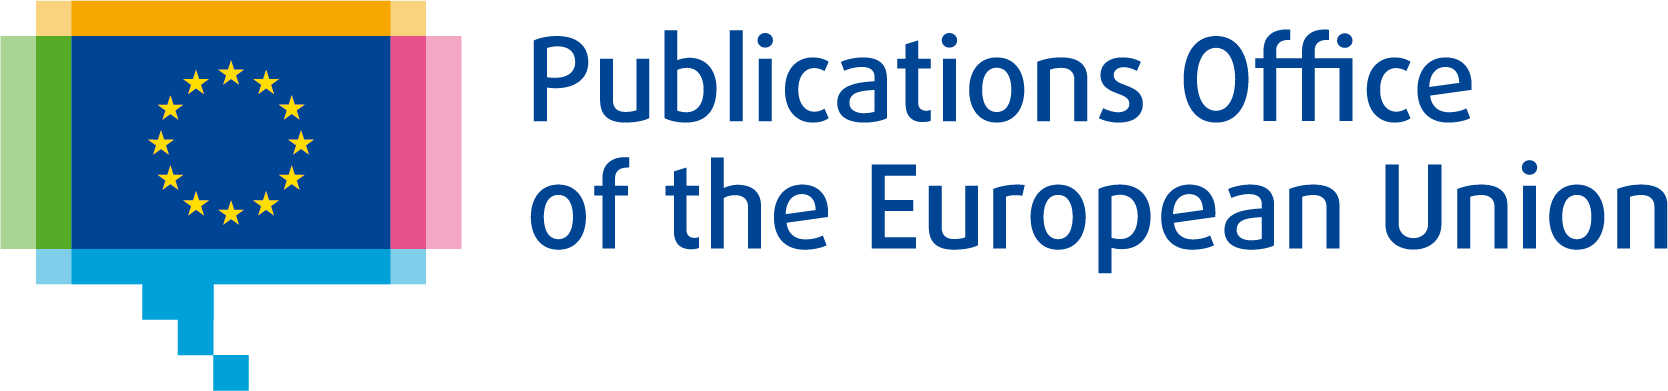 Publications Office
of the European Union